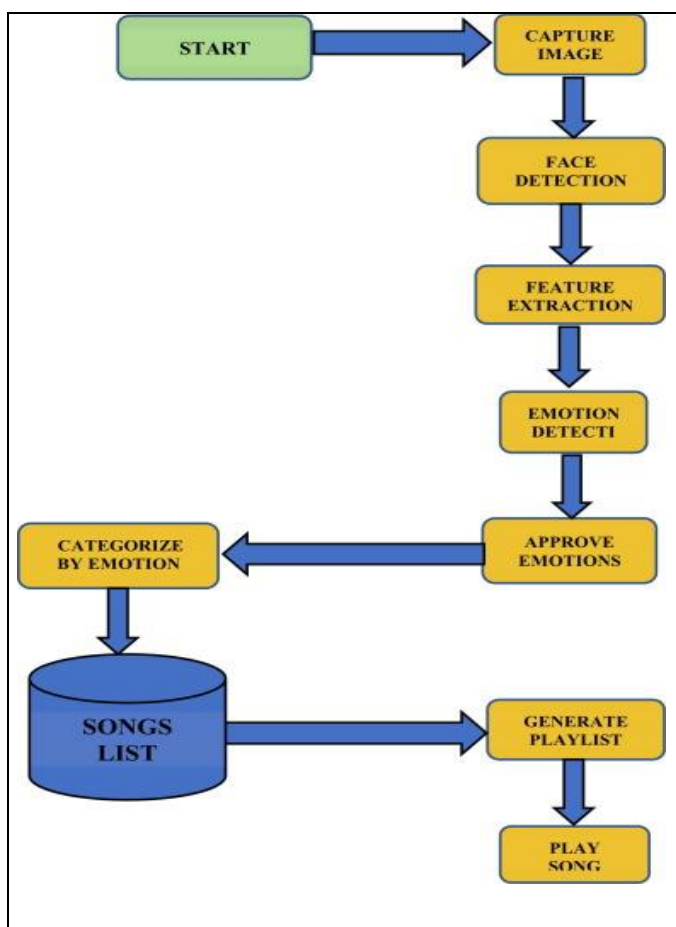 START
CAPTURE
IMAGE
FACE
DETECTION
FEATURE
EXTRACTION
EMOTION
DETECTI
APPROVE
EMOTIONS
CATEGORIZE
BY EMOTION
SONGS
LIST
GENERATE
PLAYLIST
PLAY
SONG